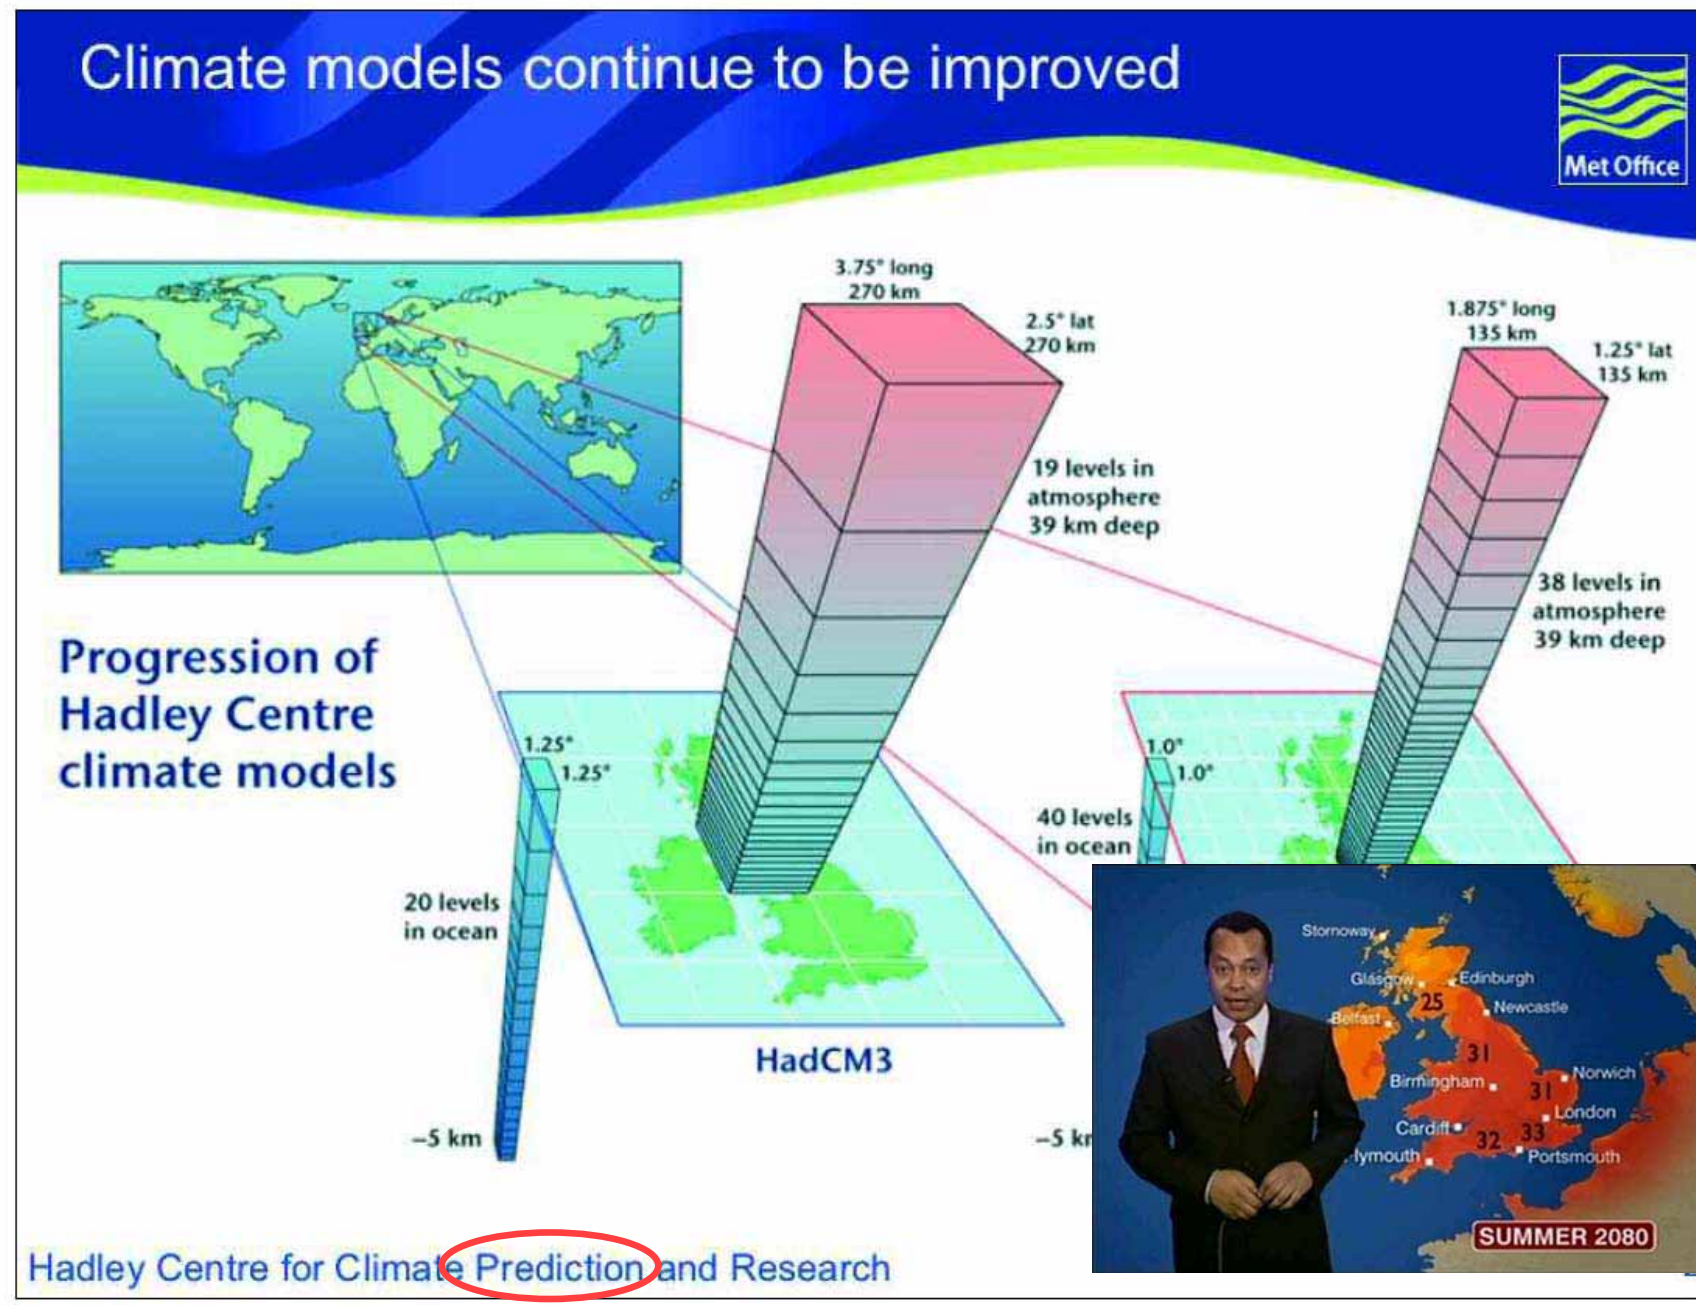 Climate models continue to be improved
Met Office
3.75° long
270 km
2.5° lat
270 km
1.875° long
135 km
1.25° lat
135 km
19 levels in
atmosphere
39 km deep
38 levels in
atmosphere
39 km deep
Progression of
Hadley Centre
climate models
1.25°
1.25°
1.0°
1.0°
40 levels
in ocean
20 levels
in ocean
HadCM3
–5 km
–5 k
Stornoway
Glasgow
Edinburgh
25
Newcastle
Belfast
31
Birmingham
Norwich
31
London
Cardiff
32
33
lymouth
Portsmouth
SUMMER 2080
Hadley Centre for Climate Prediction and Research